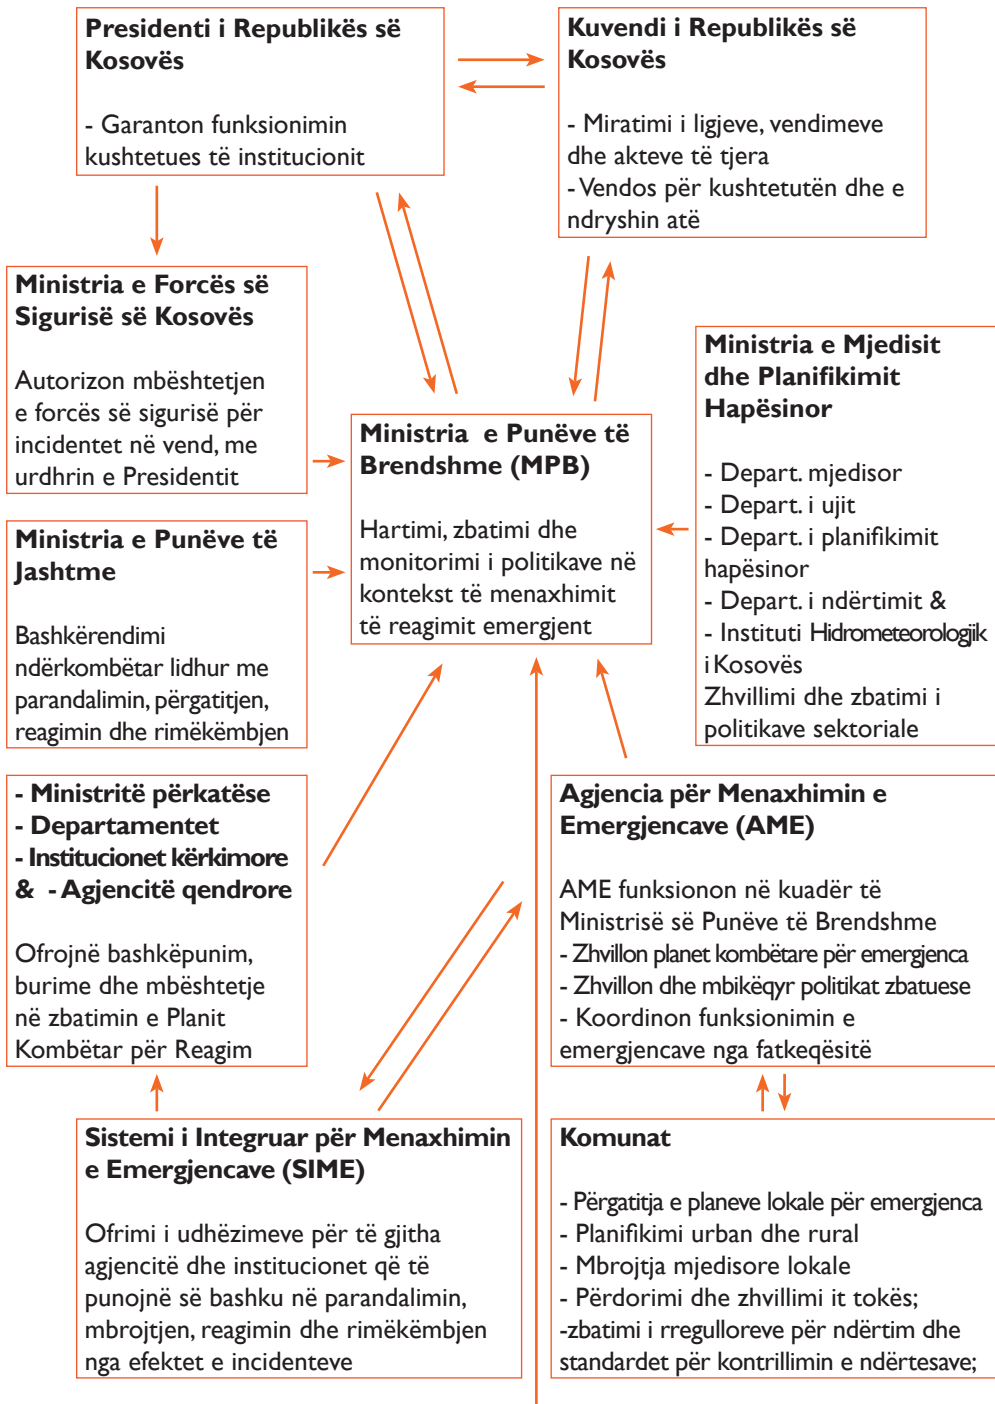 Presidenti i Republikës së
Kosovës
- Garanton funksionimin
kushtetues të institucionit
Kuvendi i Republikës së
Kosovës
- Miratimi i ligjeve, vendimeve
dhe akteve të tjera
- Vendos për kushtetutën dhe e
ndryshin atë
Ministria e Forcës së
Sigurisë së Kosovës
Autorizon mbështetjen
e forcës së sigurisë për
incidentet në vend, me
urdhrin e Presidentit
Ministria e Mjedisit
dhe Planifikimit
Hapësinor
- Depart. mjedisor
- Depart. i ujit
- Depart. i planifikimit
hapësinor
- Depart. i ndërtimit &
- Instituti Hidrometeorologjik
i Kosovës
Zhvillimi dhe zbatimi i
politikave sektoriale
Ministria e Punëve të
Brendshme (MPB)
Hartimi, zbatimi dhe
monitorimi i politikave në
kontekst të menaxhimit
të reagimit emergjent
Ministria e Punëve të
Jashtme
Bashkërendimi
ndërkombëtar lidhur me
parandalimin, përgatitjen,
reagimin dhe rimëkëmbjen
- Ministritë përkatëse
- Departamentet
- Institucionet kërkimore
& - Agjencitë qendrore
Ofrojnë bashkëpunim,
burime dhe mbështetje
në zbatimin e Planit
Kombëtar për Reagim
Agjencia për Menaxhimin e
Emergjencave (AME)
AME funksionon në kuadër të
Ministrisë së Punëve të Brendshme
- Zhvillon planet kombëtare për emergjenca
- Zhvillon dhe mbikëqyr politikat zbatuese
- Koordinon funksionimin e
emergjencave nga fatkeqësitë
Sistemi i Integruar për Menaxhimin
e Emergjencave (SIME)
Ofrimi i udhëzimeve për të gjitha
agjencitë dhe institucionet që të
punojnë së bashku në parandalimin,
mbrojtjen, reagimin dhe rimëkëmbjen
nga efektet e incidenteve
Komunat
- Përgatitja e planeve lokale për emergjenca
- Planifikimi urban dhe rural
- Mbrojtja mjedisore lokale
- Përdorimi dhe zhvillimi it tokës;
-zbatimi i rregulloreve për ndërtim dhe
standardet për kontrillimin e ndërtesave;